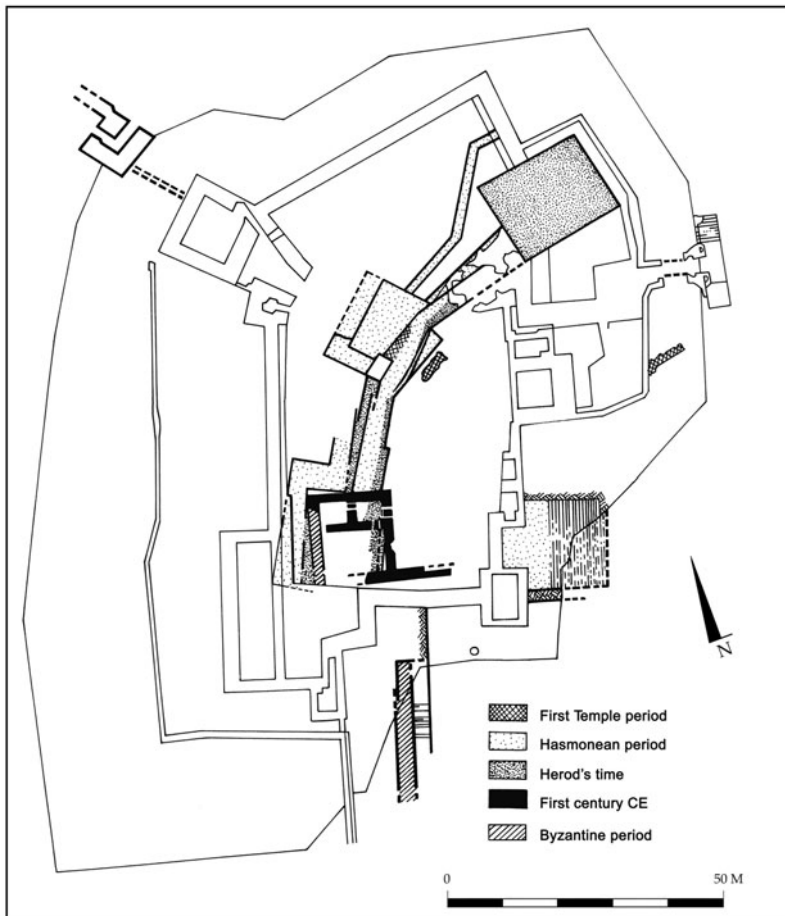 N
First Temple period
Hasmonean period
Herod's time
First century CE
Byzantine period
0 50 M